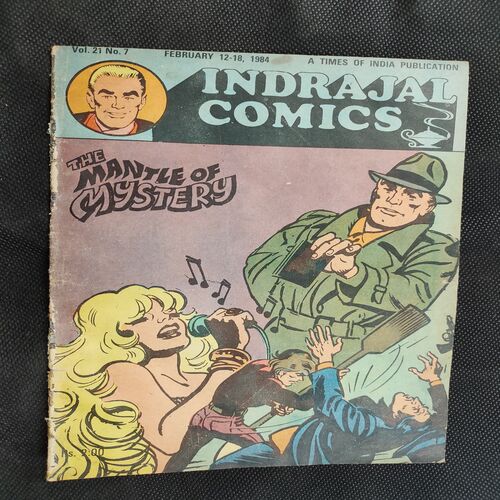 Vol. 21 No. 7
FEBRUARY 12-18, 1984
A TIMES OF INDIA PUBLICATION
INDRAJAL
COMICS
THE
MANTLE OF
MYSTERY
Rs. 2.00